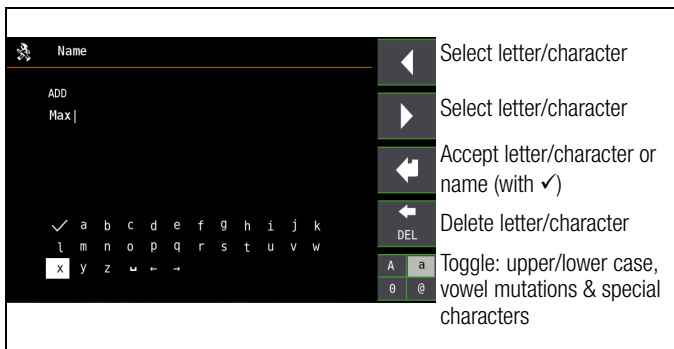 Name
ADD
Max|
✓ a b c d e f g h i j k
l m n o p q r s t u v w
x y z ␣ ← →
DEL
A a
0 @
Select letter/character
Select letter/character
Accept letter/character or
name (with ✓)
Delete letter/character
Toggle: upper/lower case,
vowel mutations & special
characters